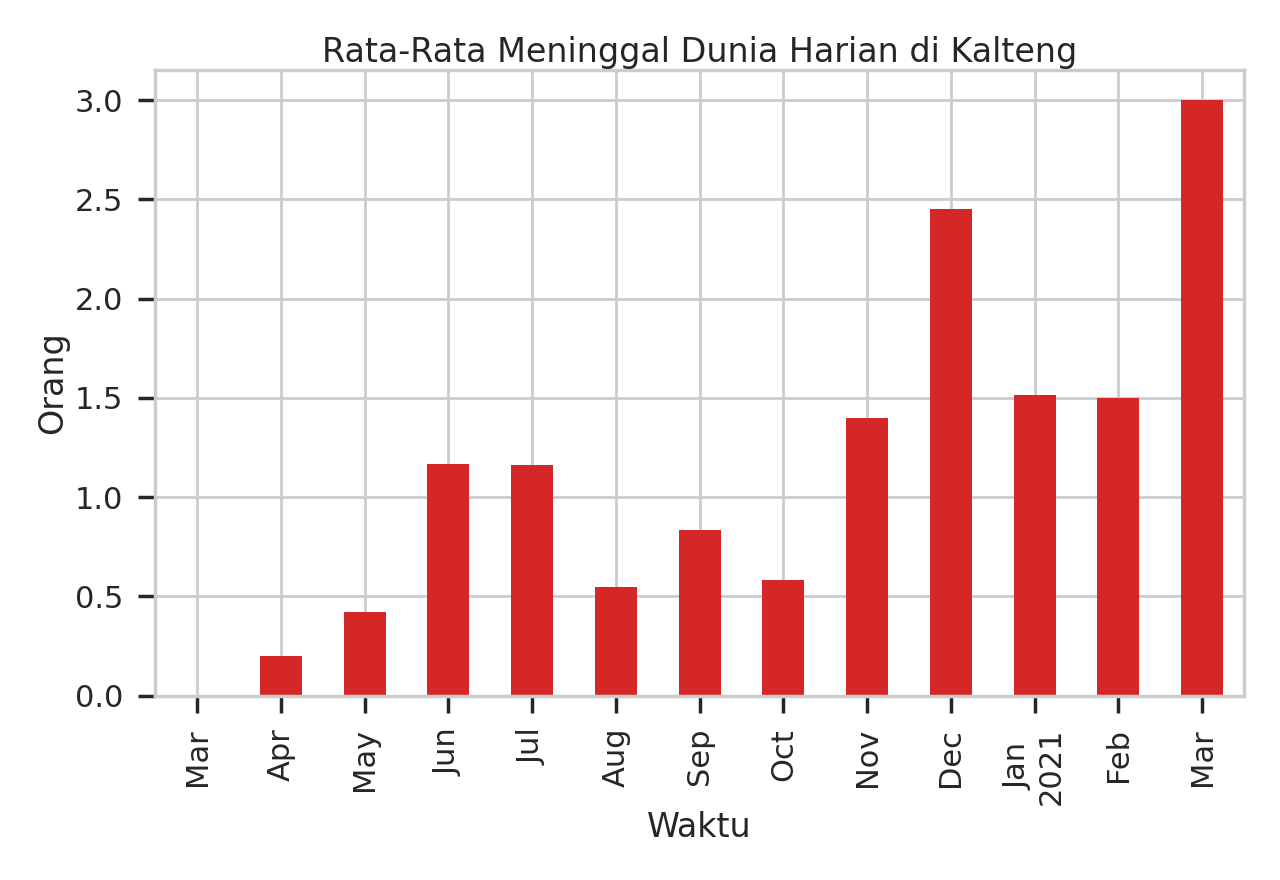 Rata-Rata Meninggal Dunia Harian di Kalteng
3.0
2.5
2.0
1.5
1.0
0.5
0.0
Orang
Mar
Apr
May
Jun
Jul
Aug
Sep
Oct
Nov
Dec
Jan
2021
Feb
Mar
Waktu